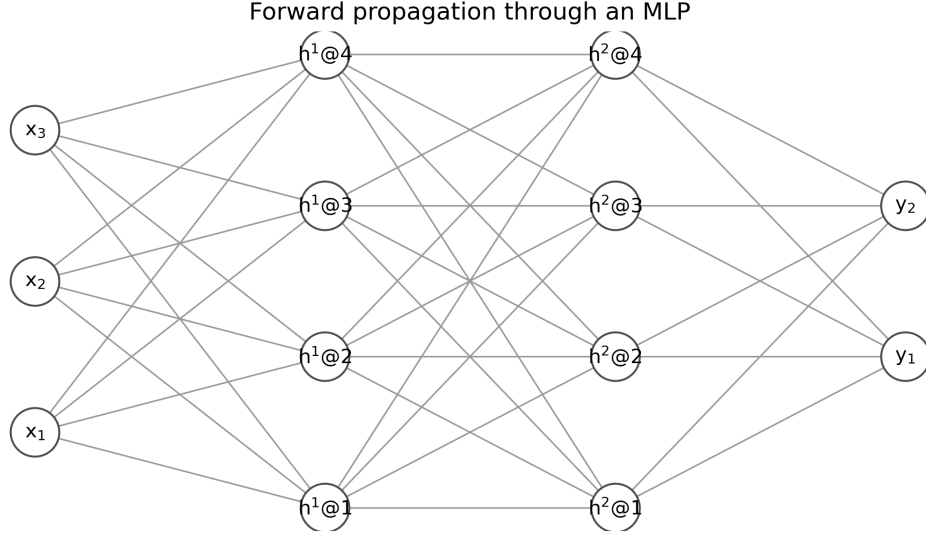 Forward propagation through an MLP
h¹@4
h²@4
x₃
h¹@3
h²@3
y₂
x₂
h¹@2
h²@2
y₁
x₁
h¹@1
h²@1